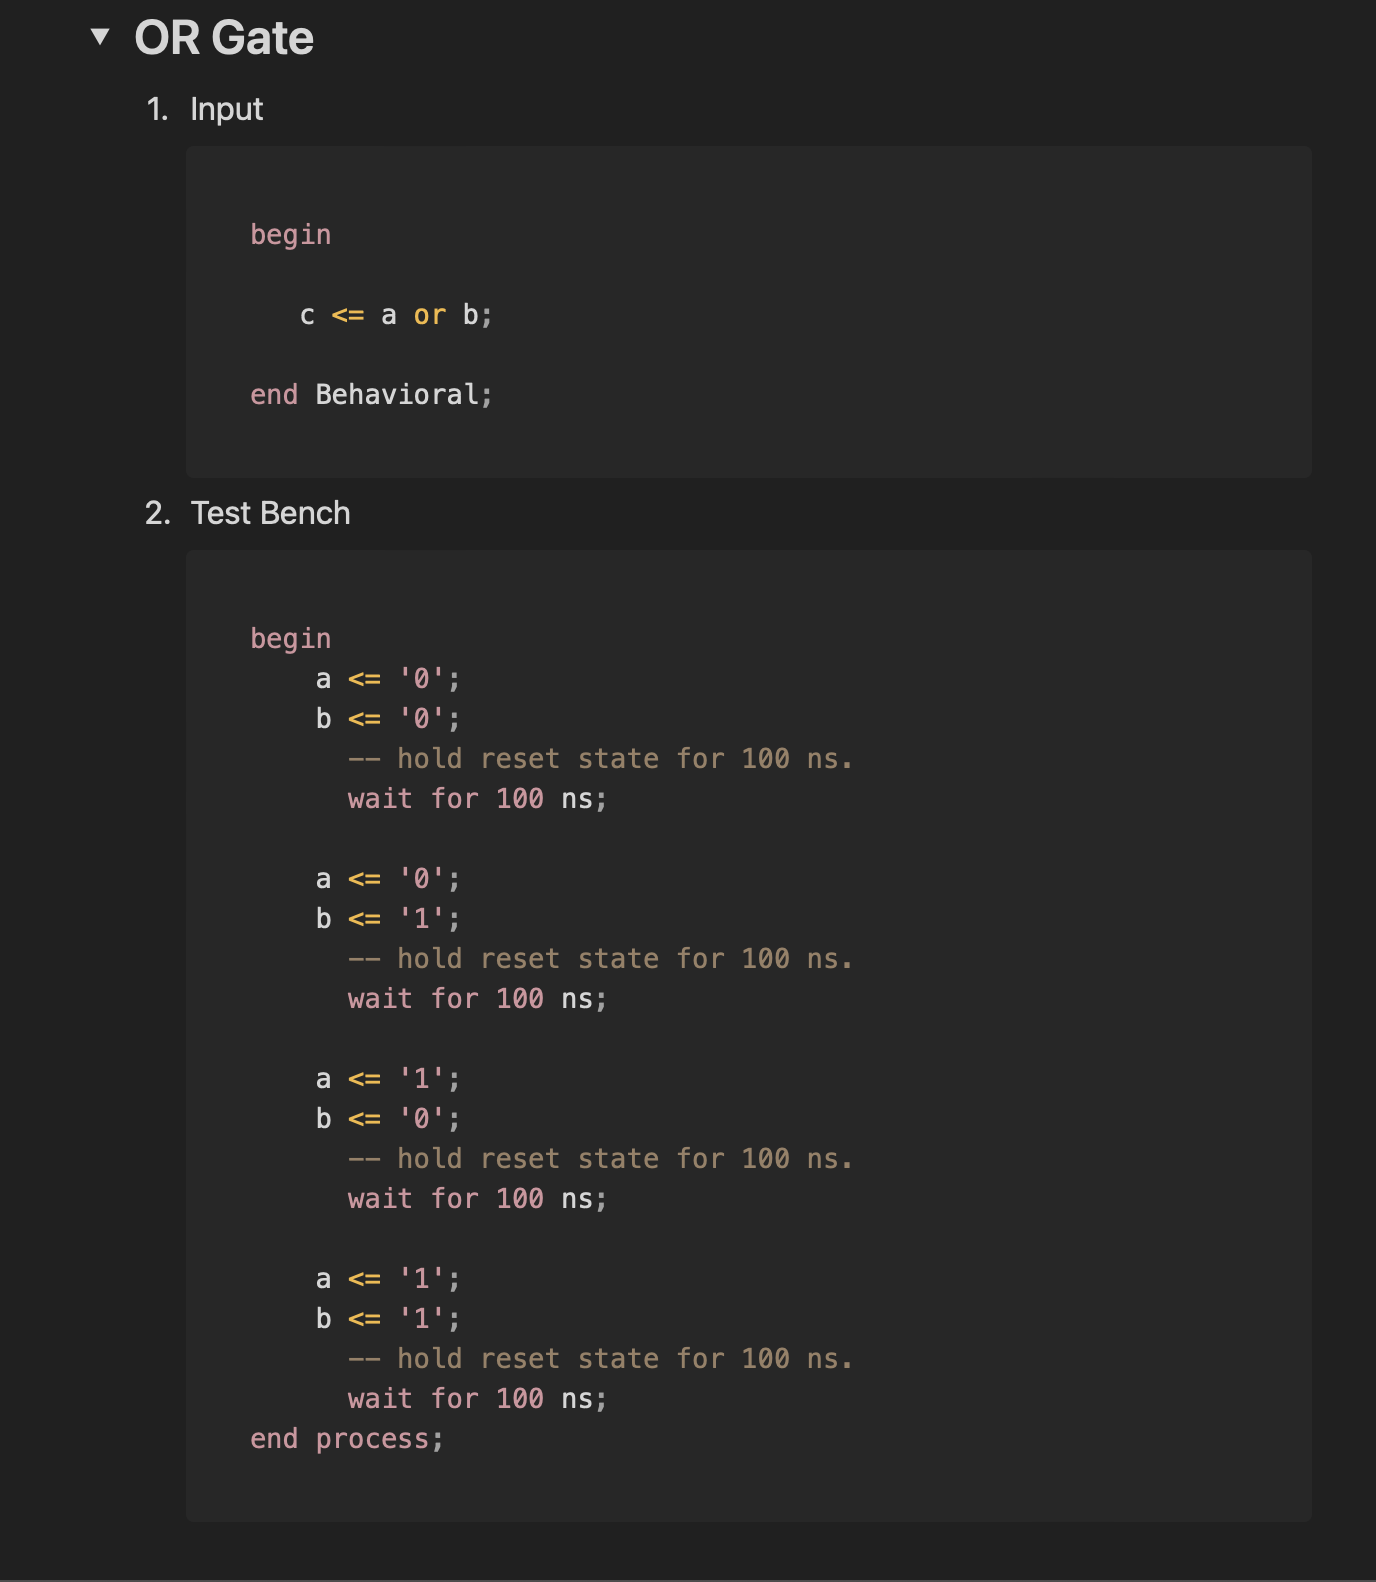 ▼ OR Gate
1. Input
begin
   c <= a or b;
end Behavioral;
2. Test Bench
begin
    a <= '0';
    b <= '0';
      -- hold reset state for 100 ns.
      wait for 100 ns;
    a <= '0';
    b <= '1';
      -- hold reset state for 100 ns.
      wait for 100 ns;
    a <= '1';
    b <= '0';
      -- hold reset state for 100 ns.
      wait for 100 ns;
    a <= '1';
    b <= '1';
      -- hold reset state for 100 ns.
      wait for 100 ns;
end process;